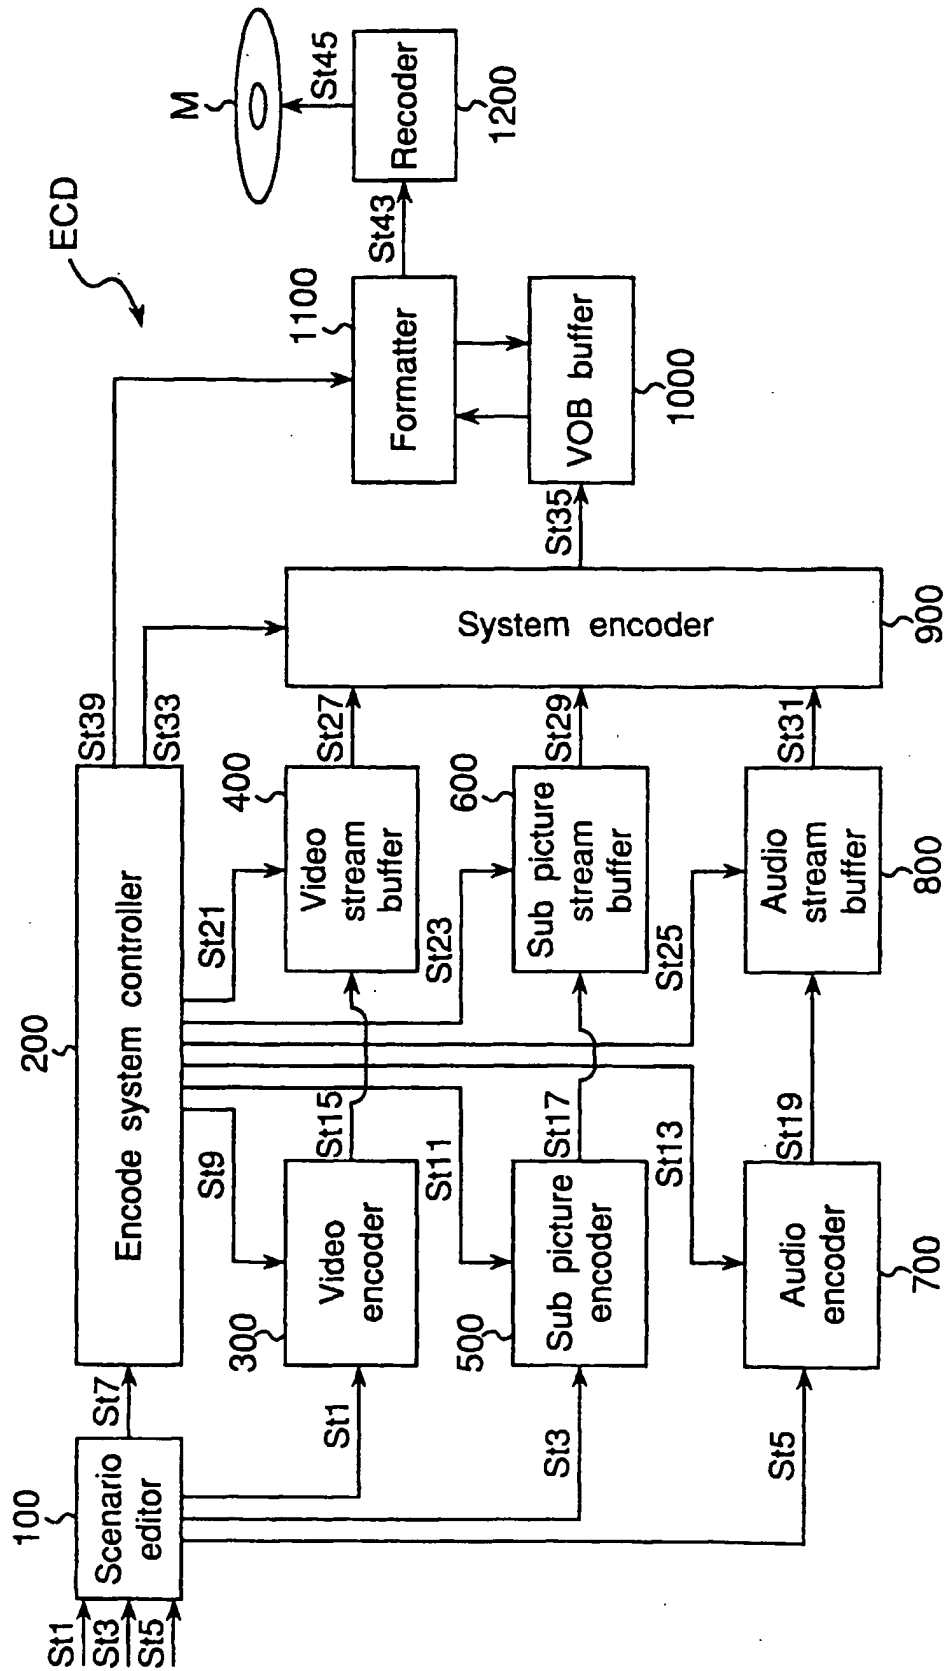 ECD
St1
St3
St5
100
Scenario
editor
St7
200
Encode system controller
St39
St33
St9
St21
St11
St23
St13
St25
St1
300
Video
encoder
St15
400
Video
stream
buffer
St27
St3
500
Sub picture
encoder
St17
600
Sub picture
stream
buffer
St29
St5
Audio
encoder
700
St19
Audio
stream
buffer
800
St31
System encoder
900
St35
VOB buffer
1000
1100
Formatter
St43
Recoder
1200
St45
M